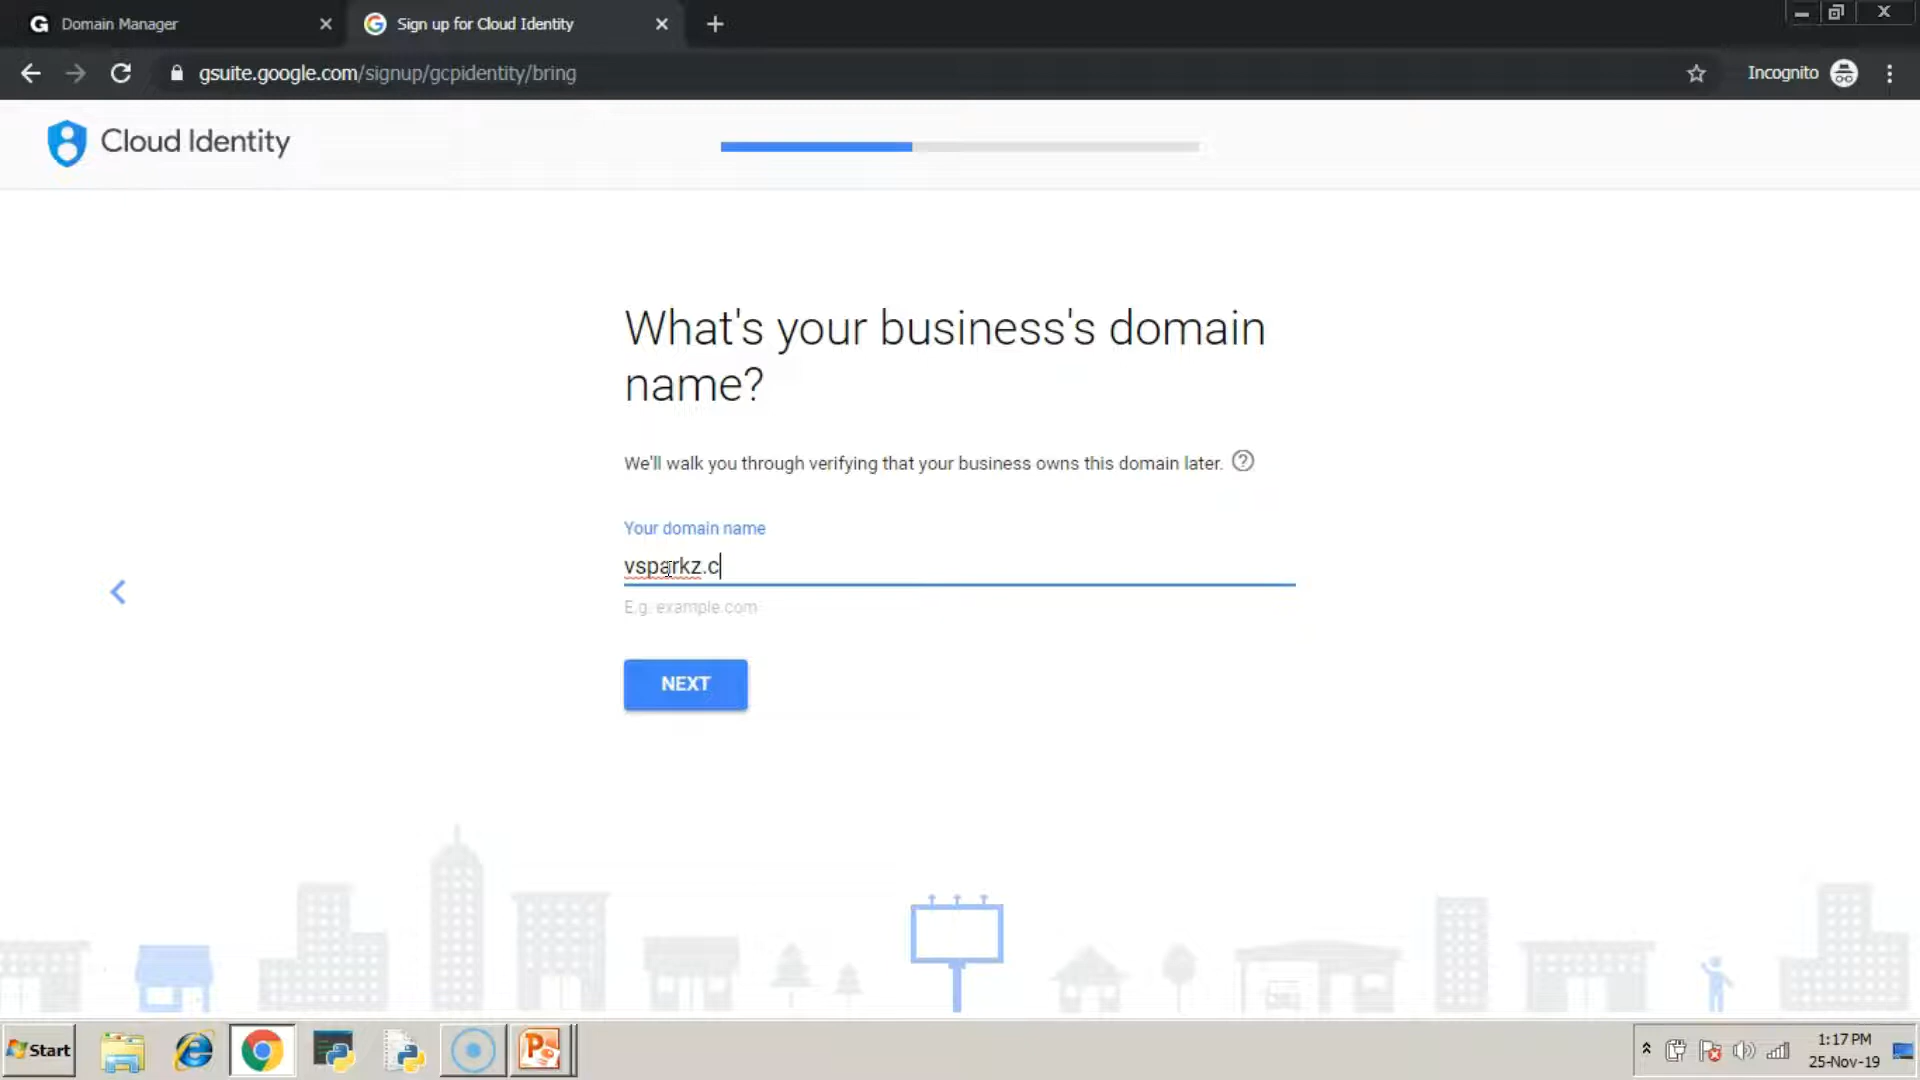 Domain Manager
Sign up for Cloud Identity
gsuite.google.com/signup/gcpidentity/bring
Incognito
Cloud Identity
What's your business's domain
name?
We'll walk you through verifying that your business owns this domain later.
Your domain name
vsparkz.c
E.g. example.com
NEXT
Start
1:17 PM
25-Nov-19